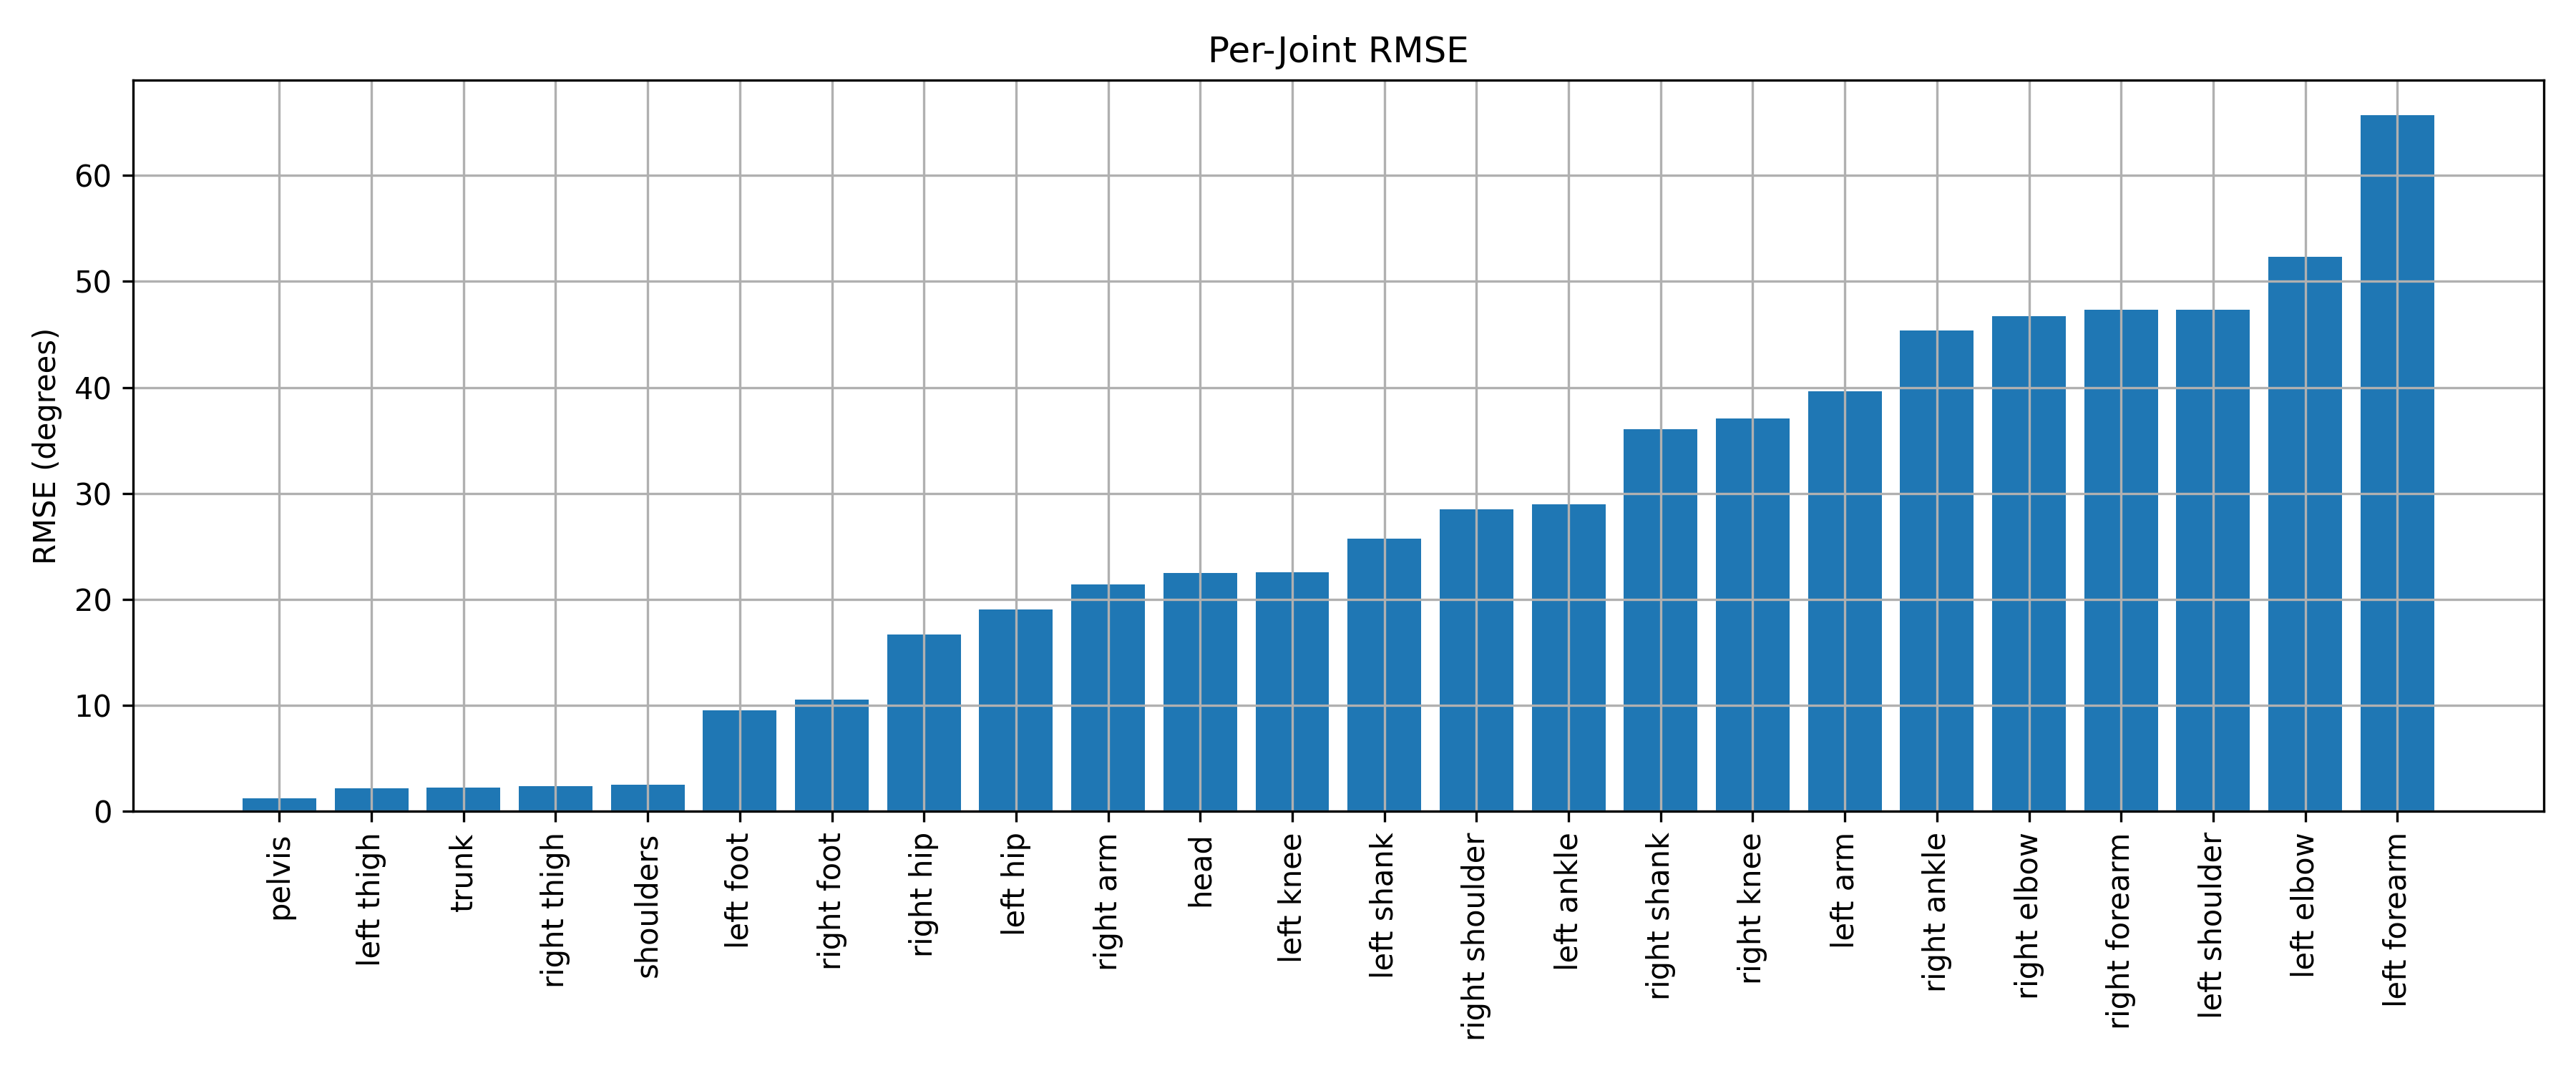 Per-Joint RMSE
RMSE (degrees)
60
50
40
30
20
10
0
pelvis
left thigh
trunk
right thigh
shoulders
left foot
right foot
right hip
left hip
right arm
head
left knee
left shank
right shoulder
left ankle
right shank
right knee
left arm
right ankle
right elbow
right forearm
left shoulder
left elbow
left forearm